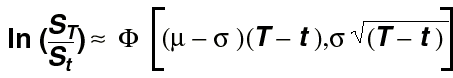 ln (S_T/S_t) ≈ Φ [(μ – σ )(T – t ),σ √(T – t )]